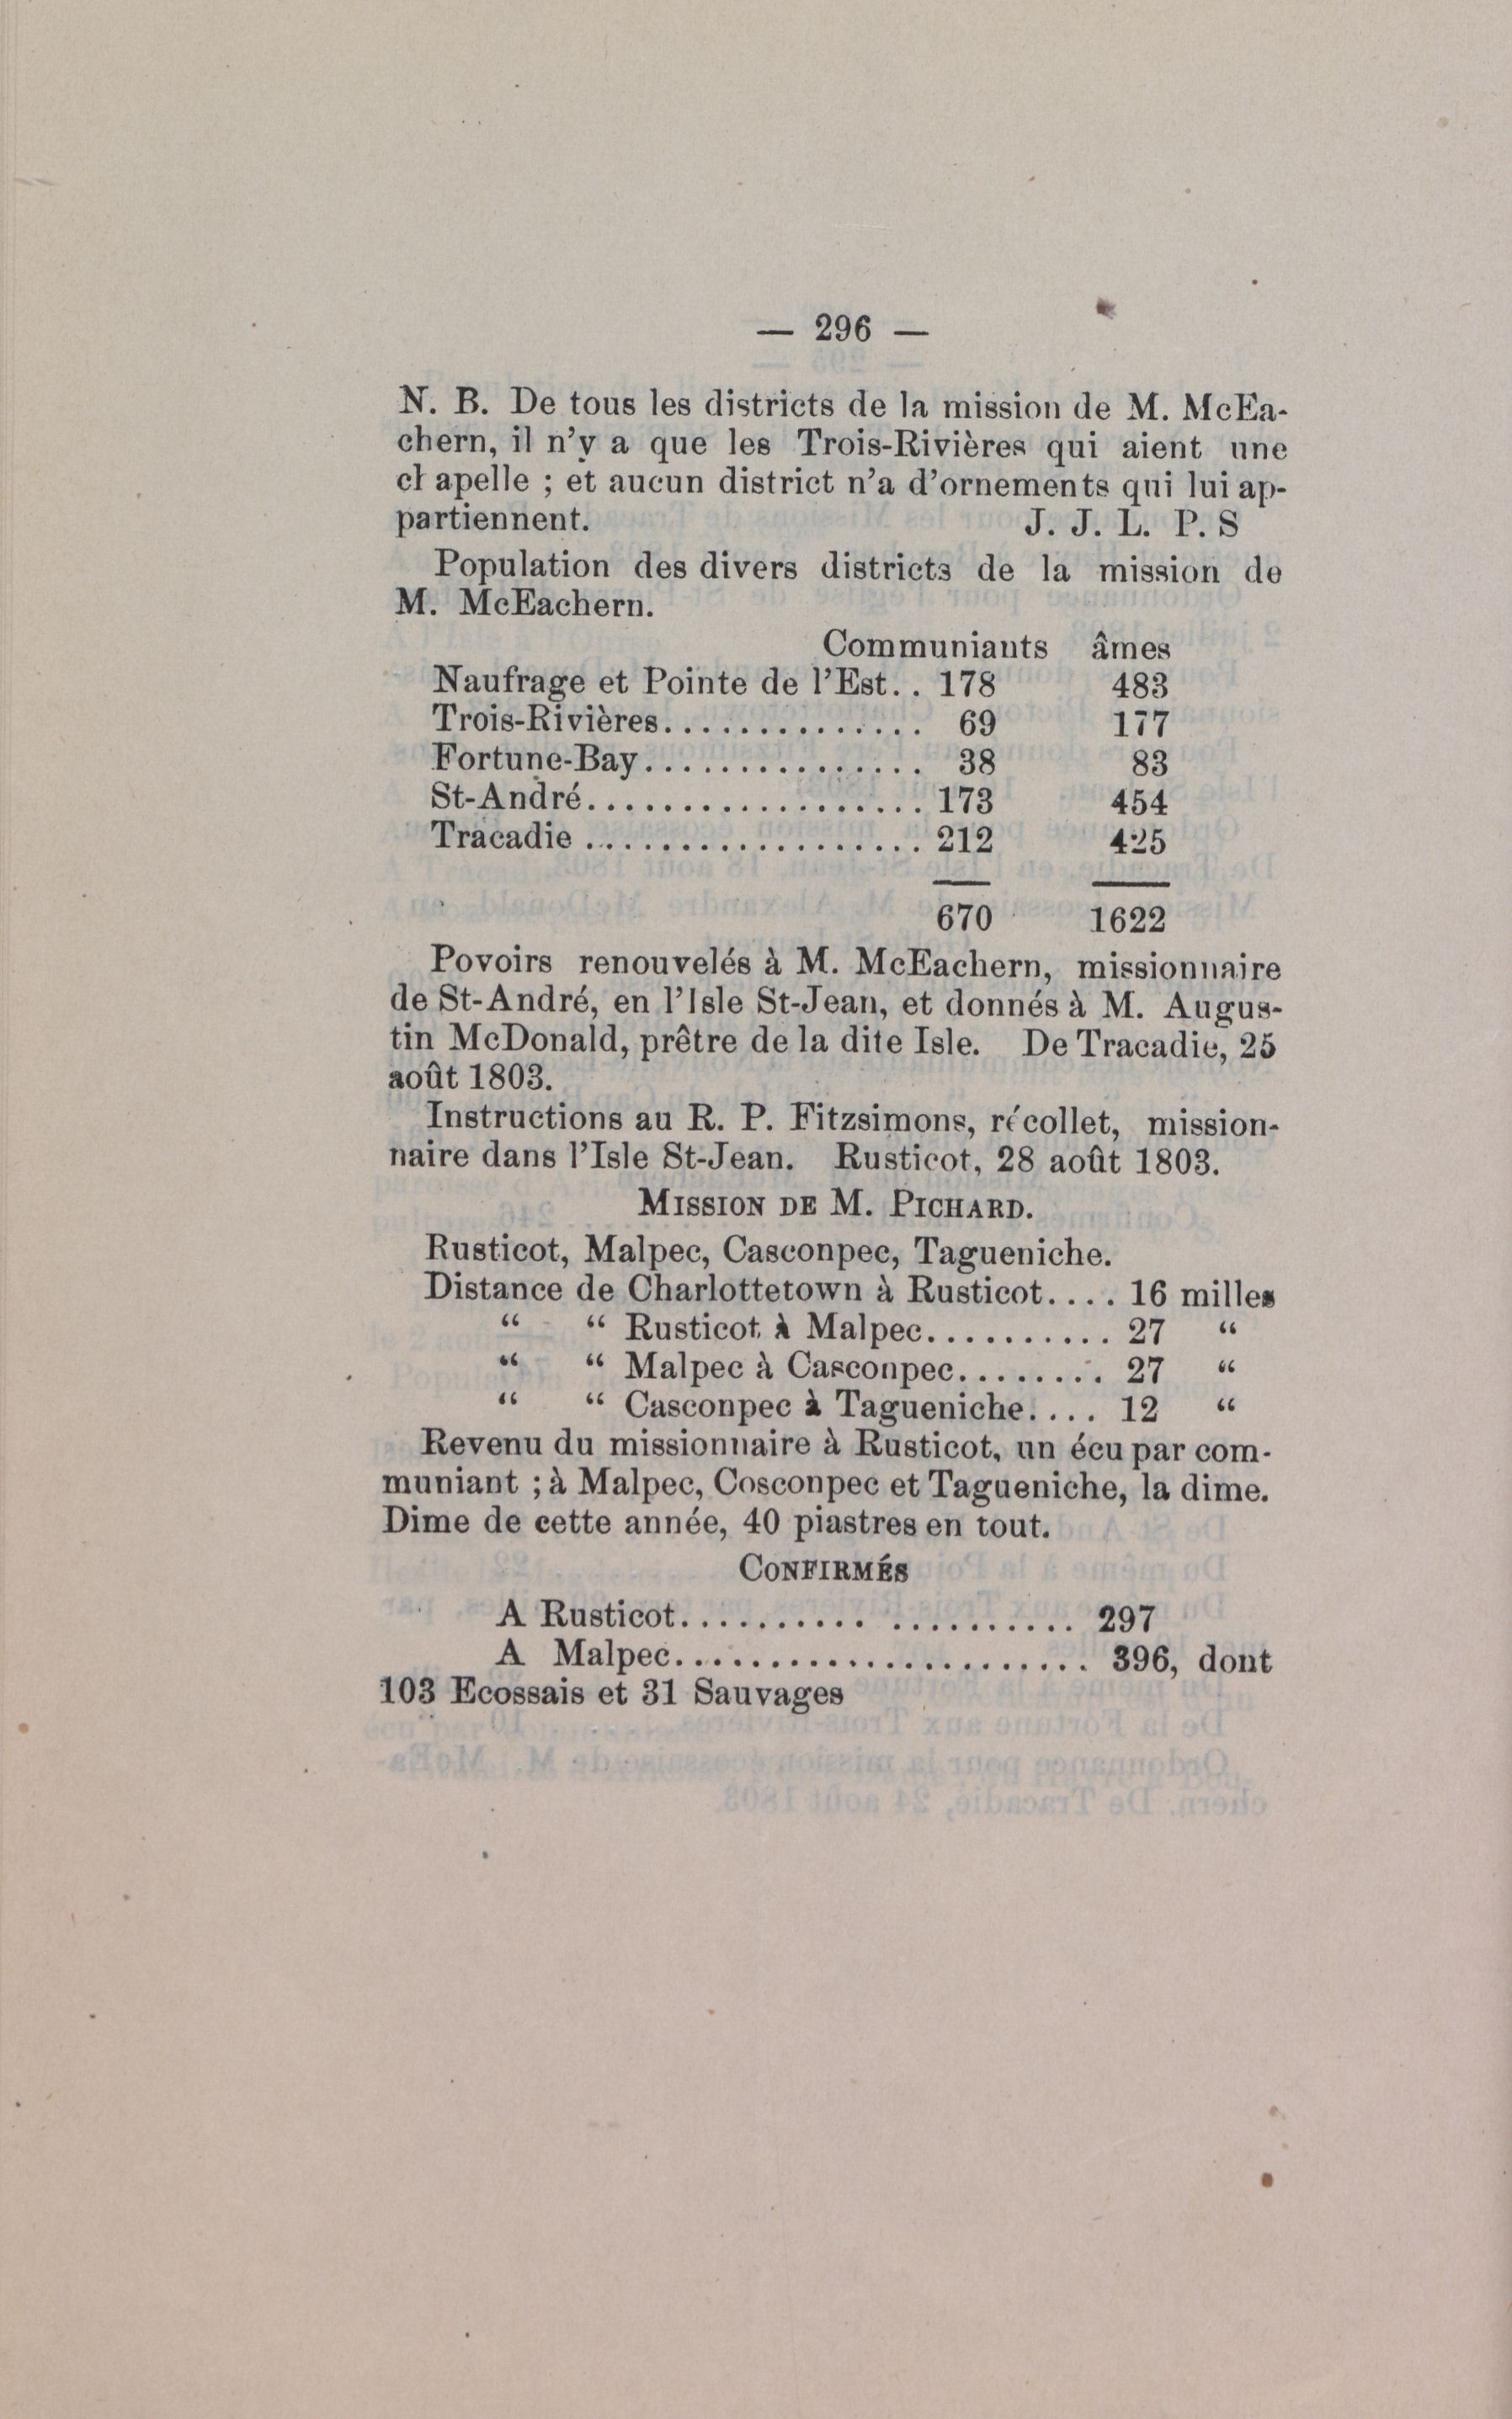 — 296 —
N. B. De tous les districts de la mission de M. McEa-
chern, il n'y a que les Trois-Rivières qui aient une
chapelle ; et aucun district n'a d'ornements qui lui ap-
partiennent. J. J. L. P. S
Population des divers districts de la mission de
M. McEachern.
Communiants âmes
Naufrage et Pointe de l'Est.. 178 483
Trois-Rivières.............. 69 177
Fortune-Bay............... 38 83
St-André.................. 173 454
Tracadie .................. 212 425
670 1622
Povoirs renouvelés à M. McEachern, missionnaire
de St-André, en l'Isle St-Jean, et donnés à M. Augus-
tin McDonald, prêtre de la dite Isle. De Tracadie, 25
août 1803.
Instructions au R. P. Fitzsimons, récollet, mission-
naire dans l'Isle St-Jean. Rusticot, 28 août 1803.
MISSION DE M. PICHARD.
Rusticot, Malpec, Casconpec, Tagueniche.
Distance de Charlottetown à Rusticot.... 16 milles
“ “ Rusticot à Malpec.......... 27 “
“ “ Malpec à Casconpec........ 27 “
“ “ Casconpec à Tagueniche.... 12 “
Revenu du missionnaire à Rusticot, un écu par com-
muniant ; à Malpec, Cosconpec et Tagueniche, la dime.
Dime de cette année, 40 piastres en tout.
CONFIRMÉS
A Rusticot.......... .......... 297
A Malpec...................... 396, dont
103 Ecossais et 31 Sauvages